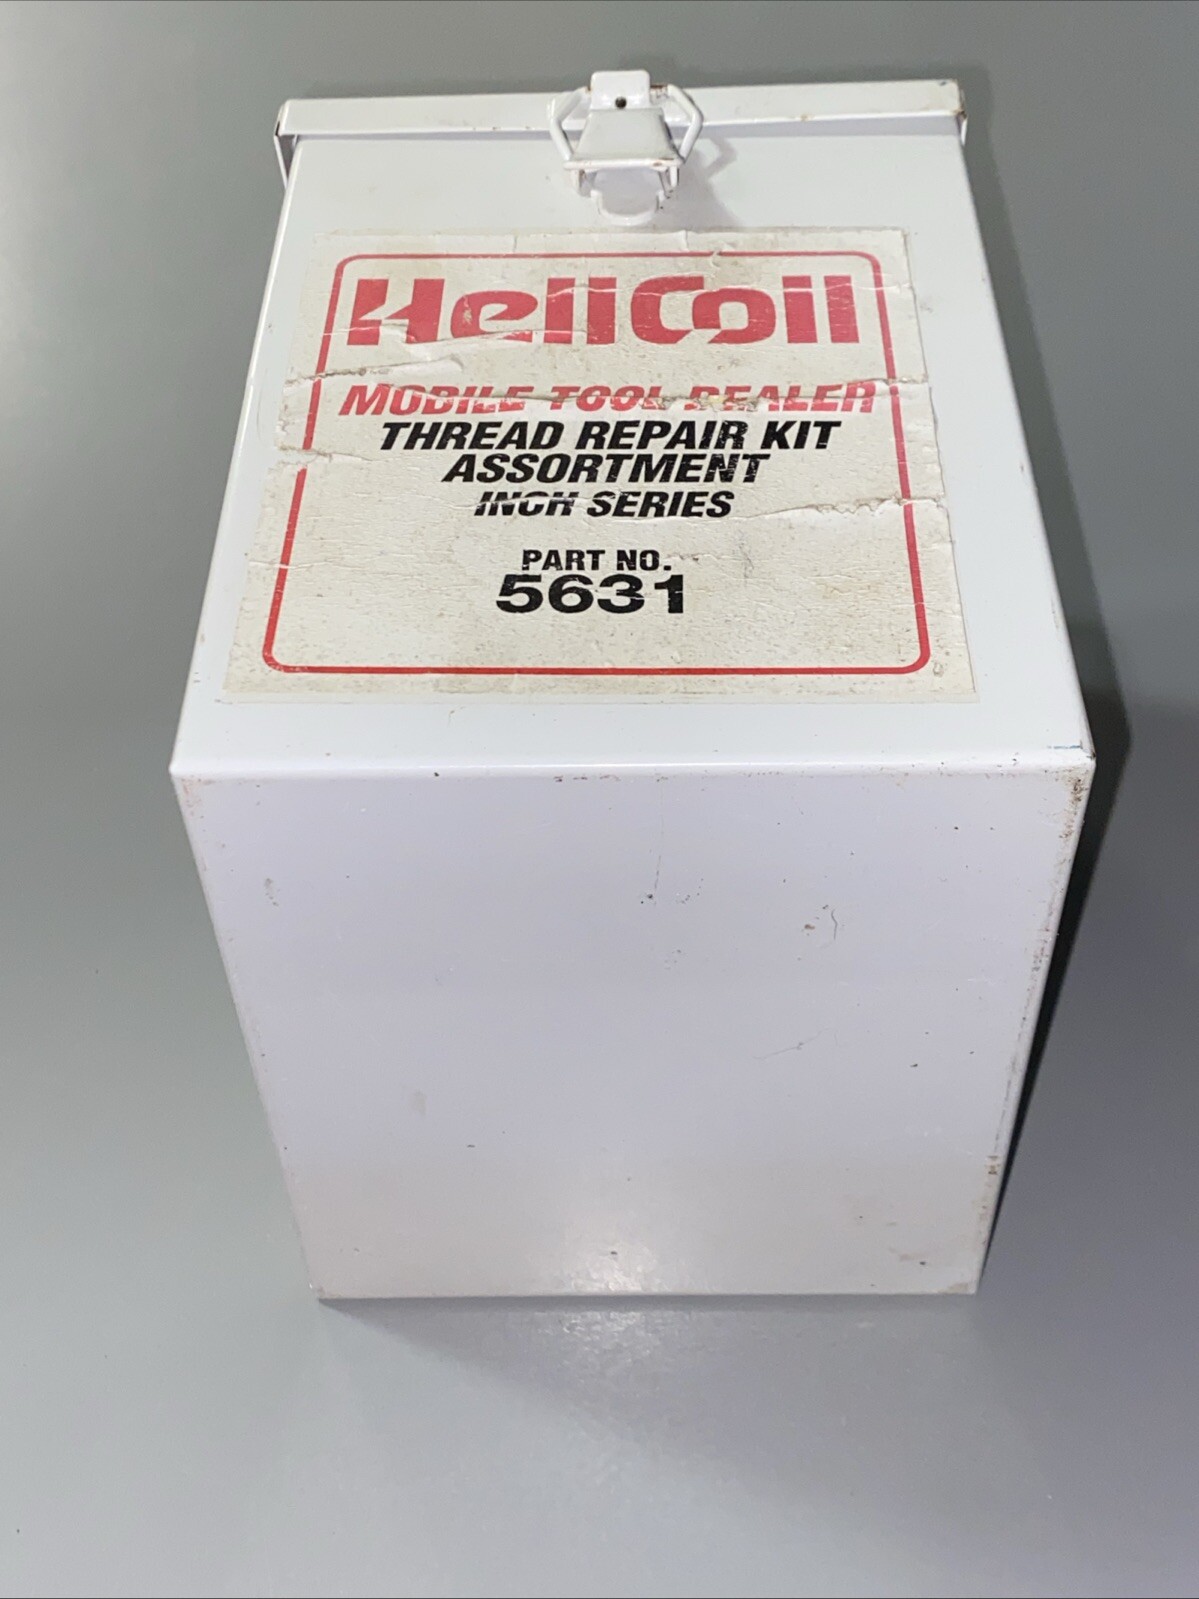 HeliCoil
MOBILE TOOL DEALER
THREAD REPAIR KIT
ASSORTMENT
INCH SERIES
PART NO.
5631